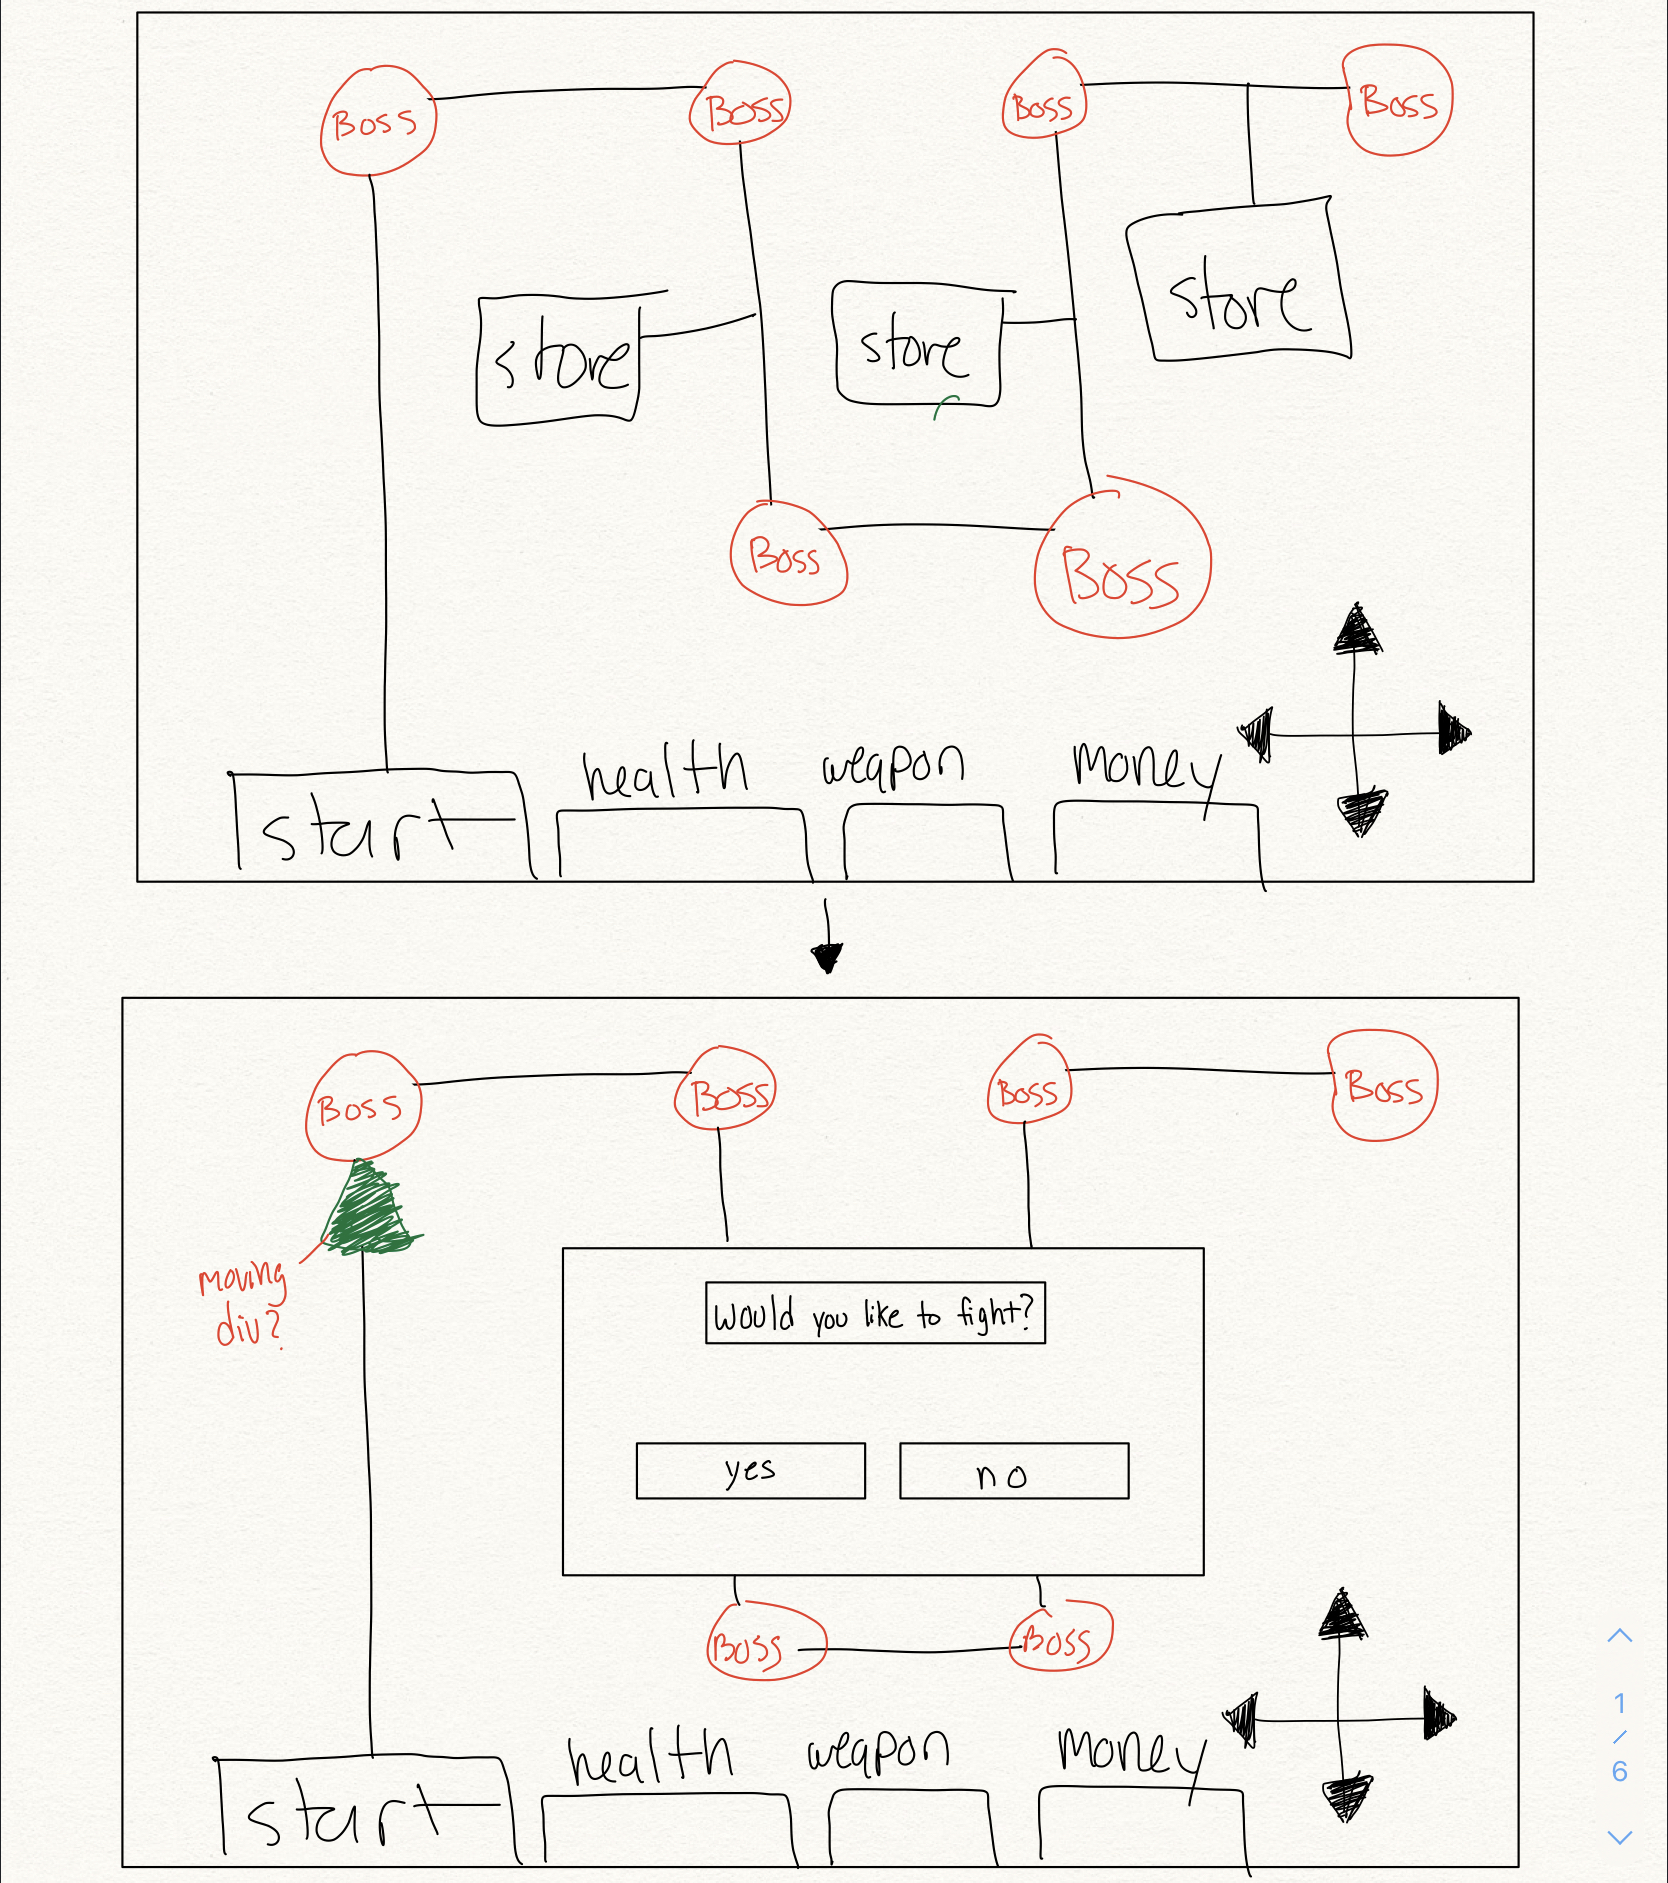 Boss
Boss
Boss
Boss
store
store
store
Boss
Boss
health
weapon
money
start
Boss
Boss
Boss
Boss
moving
div?
Would you like to fight?
yes
no
Boss
Boss
health
weapon
money
start
1
/
6